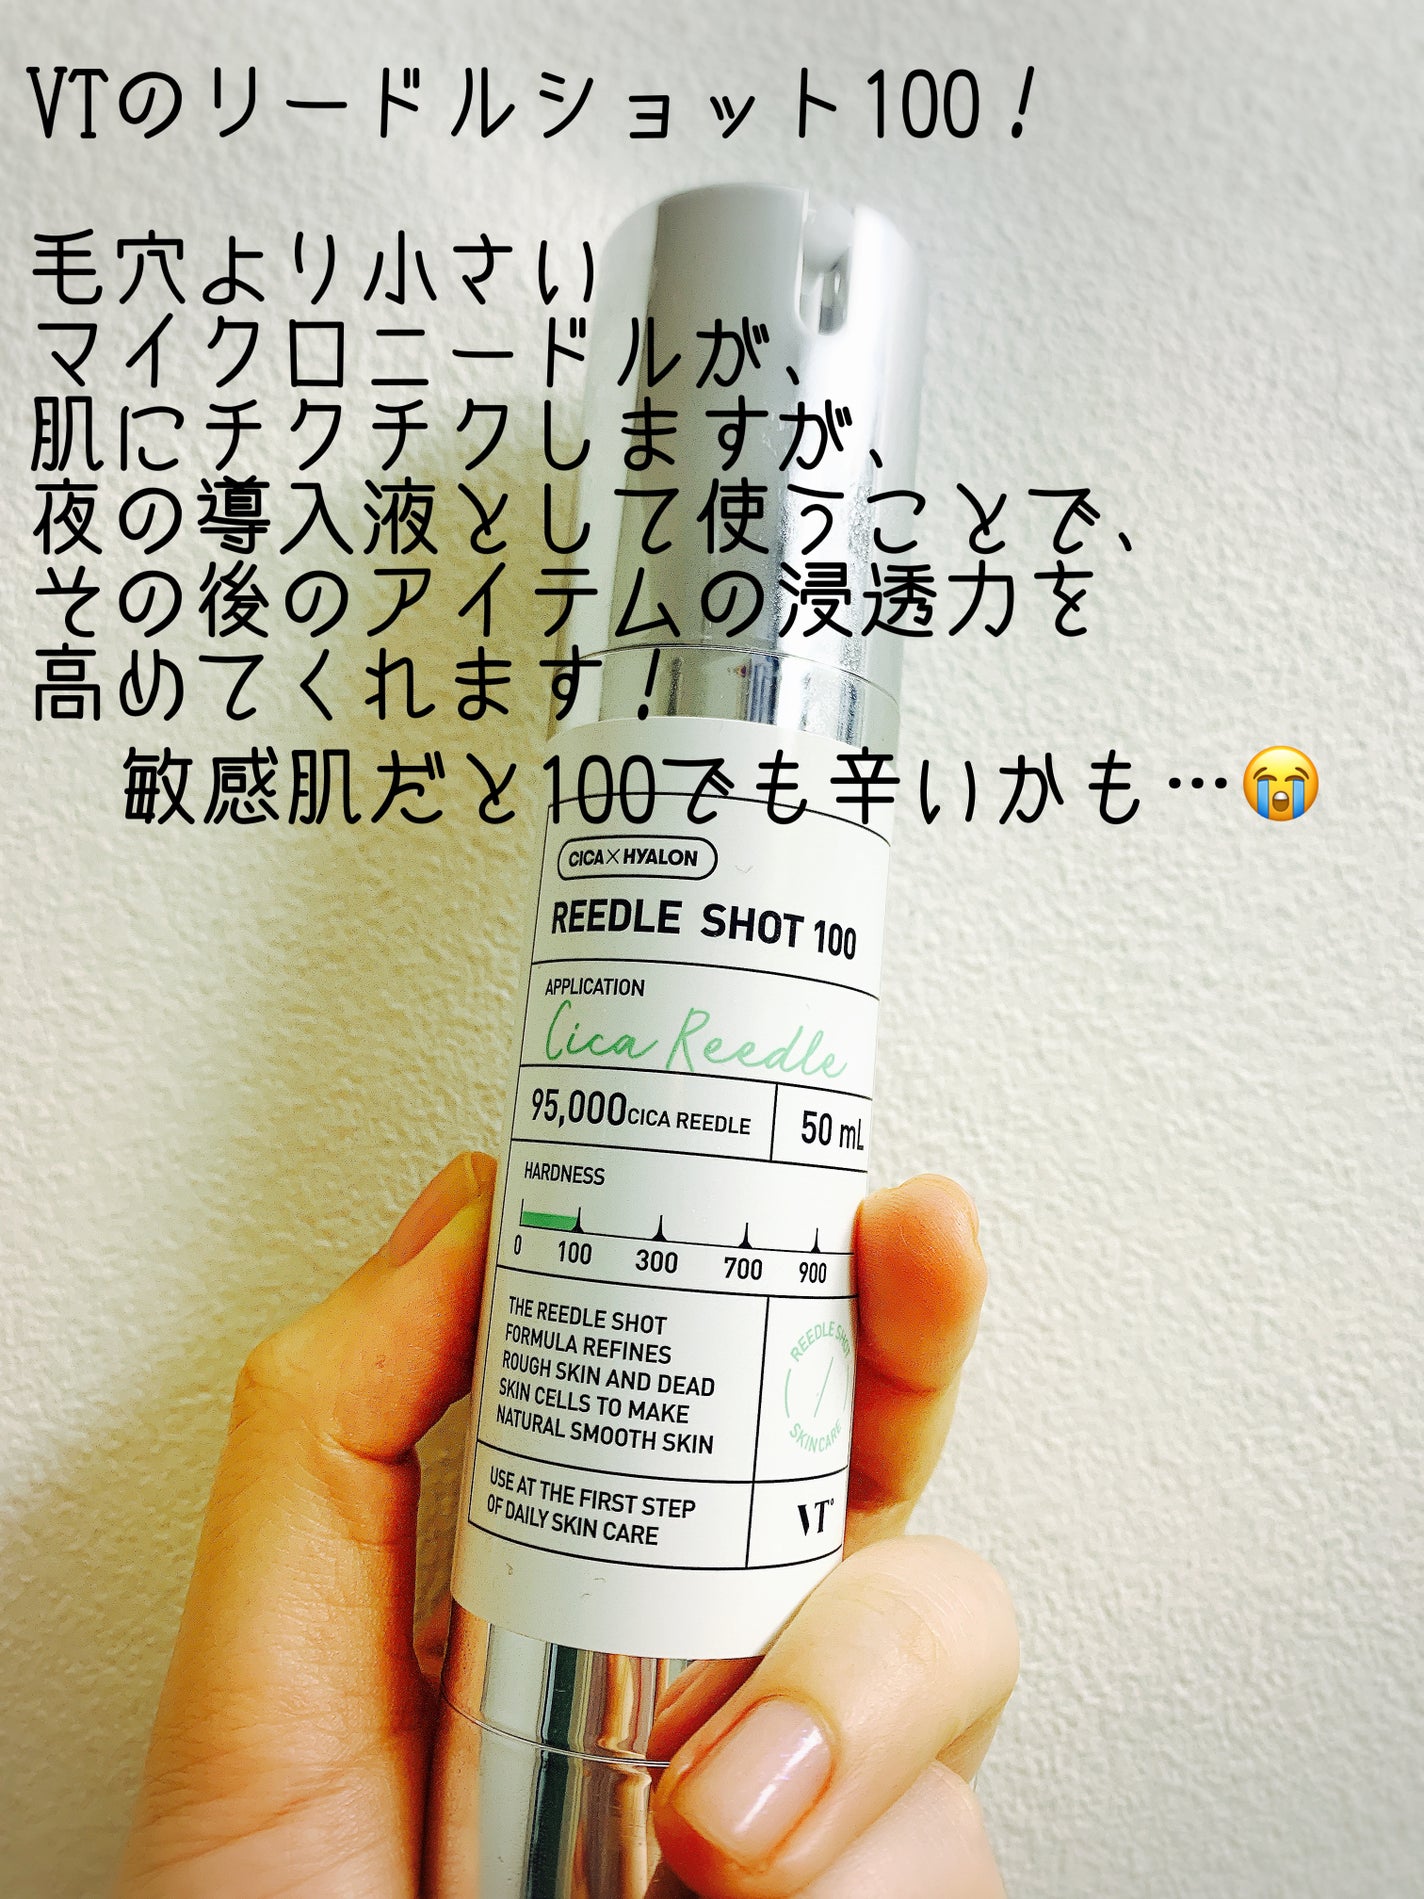 VTのリードルショット100！
毛穴より小さい
マイクロニードルが、
肌にチクチクしますが、
夜の導入液として使うことで、
その後のアイテムの浸透力を
高めてくれます！
敏感肌だと100でも辛いかも…😭
CICA×HYALON
REEDLE SHOT 100
APPLICATION
Cica Reedle
95,000CICA REEDLE
50 mL
HARDNESS
0 100 300 700 900
THE REEDLE SHOT
FORMULA REFINES
ROUGH SKIN AND DEAD
SKIN CELLS TO MAKE
NATURAL SMOOTH SKIN
REEDLE SHOT
SKINCARE
USE AT THE FIRST STEP
OF DAILY SKIN CARE
VT